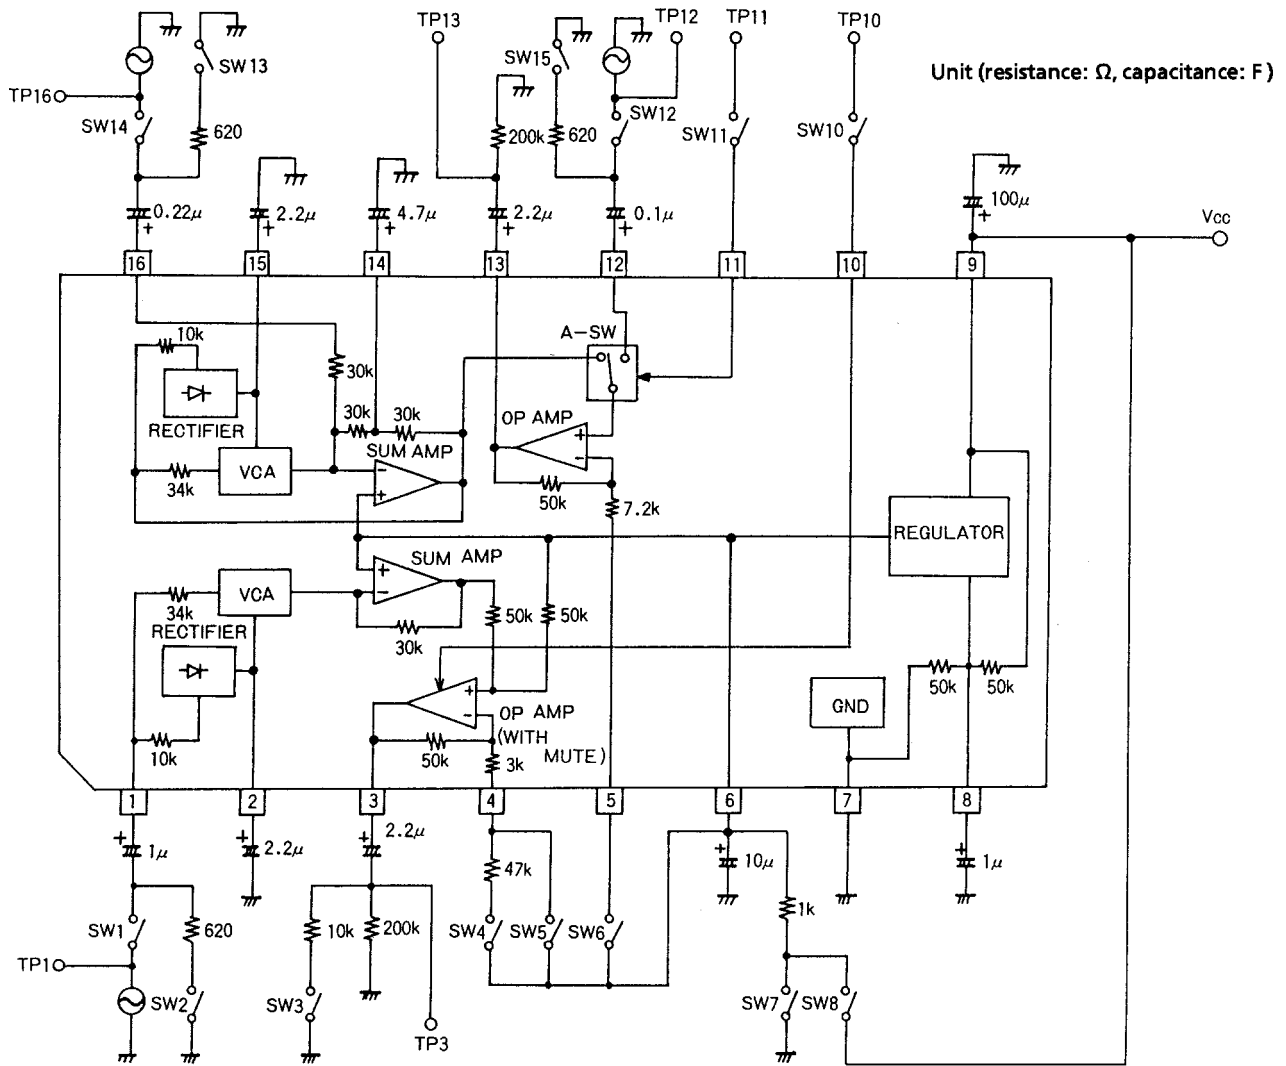 TP13
TP12
TP11
TP10
SW13
SW15
Unit (resistance: Ω, capacitance: F)
TP16
SW14
620
200k
620
SW12
SW11
SW10
0.22μ
+
2.2μ
+
4.7μ
+
2.2μ
+
0.1μ
+
100μ
+
Vcc
16
15
14
13
12
11
10
9
10k
A-SW
30k
30k
30k
OP AMP
+
-
RECTIFIER
SUM AMP
VCA
-
+
34k
50k
7.2k
REGULATOR
SUM AMP
+
-
VCA
34k
50k
50k
RECTIFIER
30k
50k
50k
+
-
OP AMP
(WITH
MUTE)
GND
10k
50k
3k
1
2
3
4
5
6
7
8
+
1μ
+
2.2μ
+
2.2μ
47k
+
10μ
+
1μ
1k
SW1
620
10k
200k
SW4
SW5
SW6
TP1
SW2
SW3
TP3
SW7
SW8